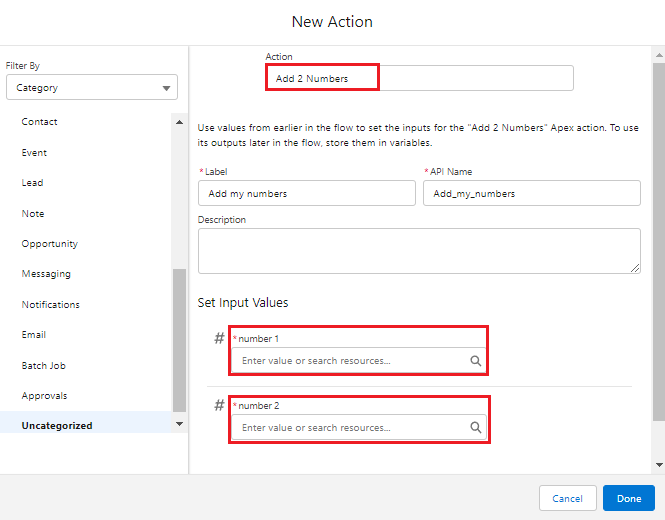 New Action
Filter By
Category
Contact
Event
Lead
Note
Opportunity
Messaging
Notifications
Email
Batch Job
Approvals
Uncategorized
Action
Add 2 Numbers
Use values from earlier in the flow to set the inputs for the "Add 2 Numbers" Apex action. To use
its outputs later in the flow, store them in variables.
*Label
*API Name
Add my numbers
Add_my_numbers
Description
Set Input Values
# *number 1
Enter value or search resources...
# *number 2
Enter value or search resources...
Cancel
Done